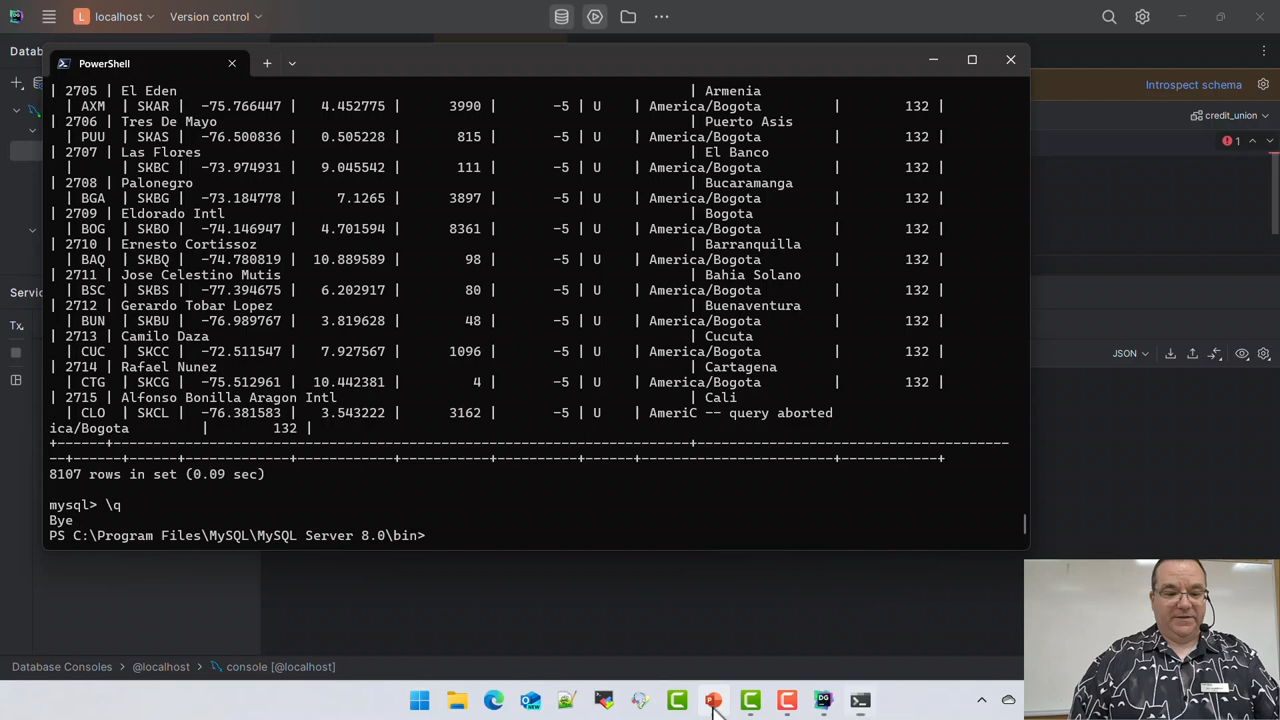 L localhost Version control
Datab
PowerShell
Introspect schema
credit_union
1
| 2705 | El Eden | Armenia
| AXM | SKAR | -75.766447 | 4.452775 | 3990 | -5 | U | America/Bogota | 132 |
| 2706 | Tres De Mayo | Puerto Asis
| PUU | SKAS | -76.500836 | 0.505228 | 815 | -5 | U | America/Bogota | 132 |
| 2707 | Las Flores | El Banco
| | SKBC | -73.974931 | 9.045542 | 111 | -5 | U | America/Bogota | 132 |
| 2708 | Palonegro | Bucaramanga
| BGA | SKBG | -73.184778 | 7.1265 | 3897 | -5 | U | America/Bogota | 132 |
| 2709 | Eldorado Intl | Bogota
| BOG | SKBO | -74.146947 | 4.701594 | 8361 | -5 | U | America/Bogota | 132 |
| 2710 | Ernesto Cortissoz | Barranquilla
| BAQ | SKBQ | -74.780819 | 10.889589 | 98 | -5 | U | America/Bogota | 132 |
| 2711 | Jose Celestino Mutis | Bahia Solano
| BSC | SKBS | -77.394675 | 6.202917 | 80 | -5 | U | America/Bogota | 132 |
| 2712 | Gerardo Tobar Lopez | Buenaventura
| BUN | SKBU | -76.989767 | 3.819628 | 48 | -5 | U | America/Bogota | 132 |
| 2713 | Camilo Daza | Cucuta
| CUC | SKCC | -72.511547 | 7.927567 | 1096 | -5 | U | America/Bogota | 132 |
| 2714 | Rafael Nunez | Cartagena
| CTG | SKCG | -75.512961 | 10.442381 | 4 | -5 | U | America/Bogota | 132 |
| 2715 | Alfonso Bonilla Aragon Intl | Cali
| CLO | SKCL | -76.381583 | 3.543222 | 3162 | -5 | U | AmeriC -- query aborted
ica/Bogota | 132 |
8107 rows in set (0.09 sec)
mysql> \q
Bye
PS C:\Program Files\MySQL\MySQL Server 8.0\bin>
Servic
Tx
JSON
Database Consoles > @localhost > console [@localhost]
NEW
P
C
C
C
DG